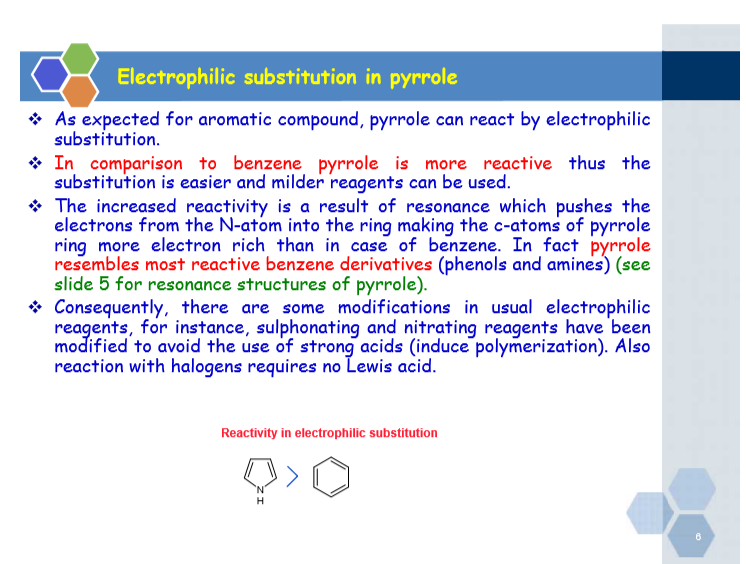 Electrophilic substitution in pyrrole
❖ As expected for aromatic compound, pyrrole can react by electrophilic
substitution.
❖ In comparison to benzene pyrrole is more reactive thus the
substitution is easier and milder reagents can be used.
❖ The increased reactivity is a result of resonance which pushes the
electrons from the N-atom into the ring making the c-atoms of pyrrole
ring more electron rich than in case of benzene. In fact pyrrole
resembles most reactive benzene derivatives (phenols and amines) (see
slide 5 for resonance structures of pyrrole).
❖ Consequently, there are some modifications in usual electrophilic
reagents, for instance, sulphonating and nitrating reagents have been
modified to avoid the use of strong acids (induce polymerization). Also
reaction with halogens requires no Lewis acid.
Reactivity in electrophilic substitution
>
N
H
6